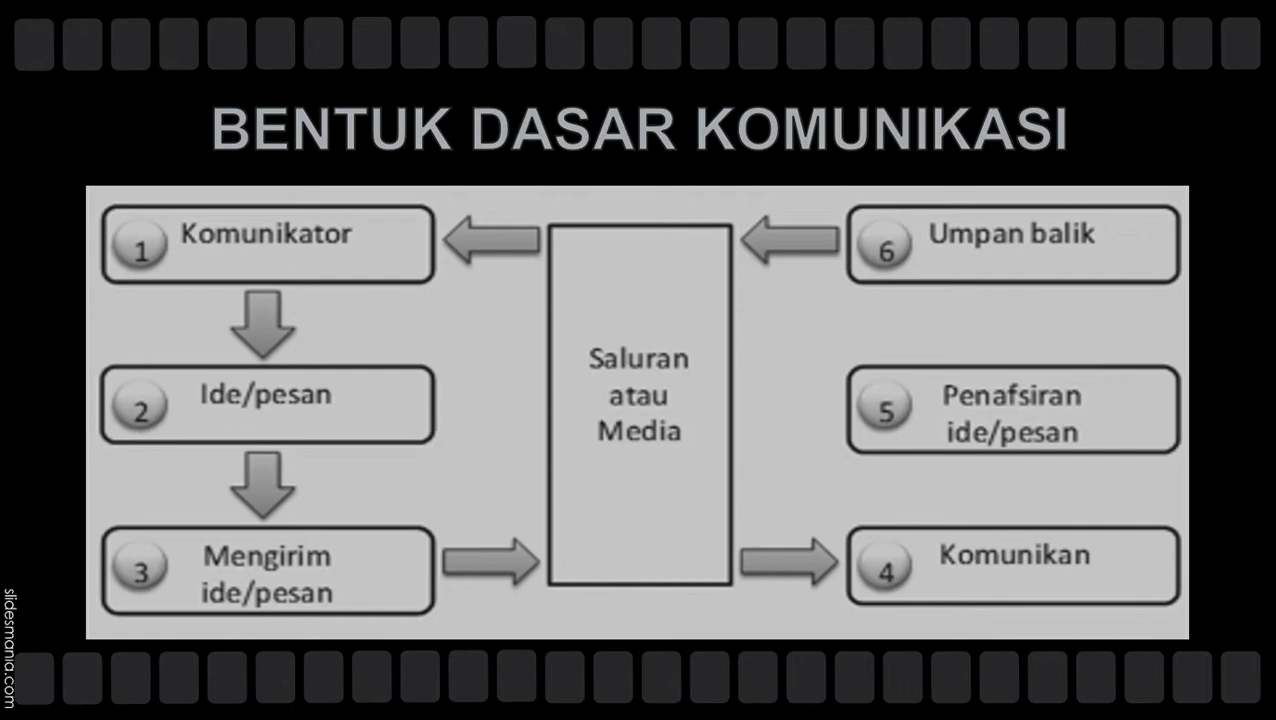 BENTUK DASAR KOMUNIKASI
1 Komunikator
2 Ide/pesan
3 Mengirim
ide/pesan
Saluran
atau
Media
6 Umpan balik
5 Penafsiran
ide/pesan
4 Komunikan
slidesmania.com